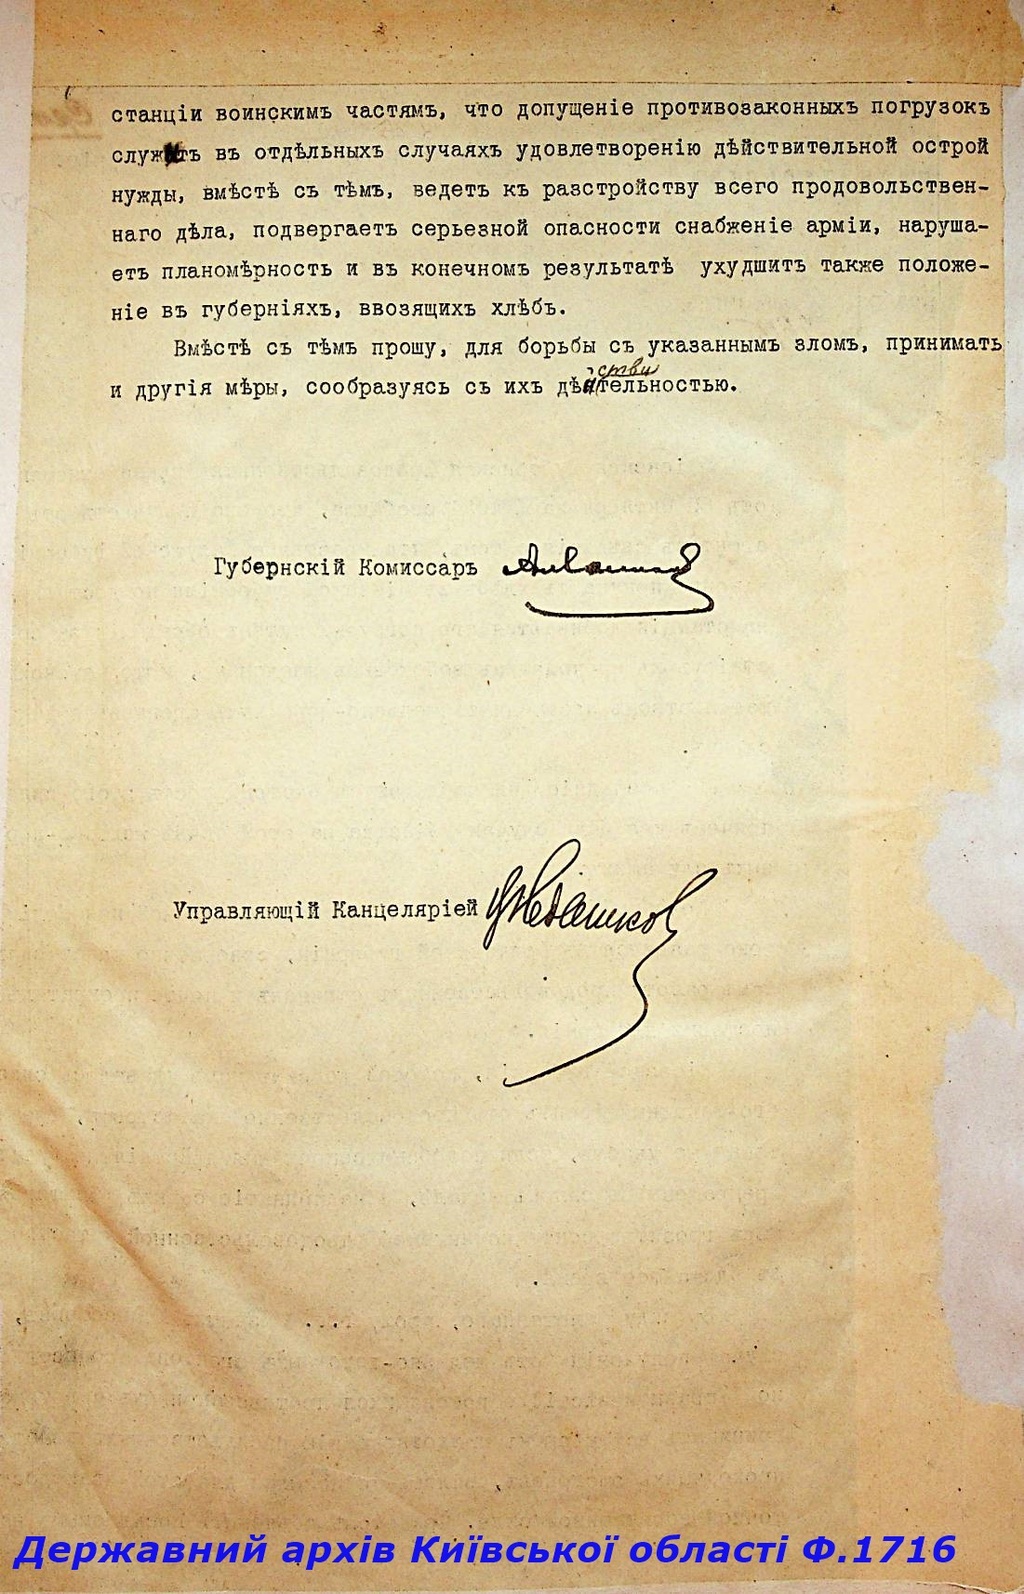 станціи воинскимъ частямъ, что допущеніе противозаконныхъ погрузокъ
служитъ въ отдѣльныхъ случаяхъ удовлетворенію дѣйствительной острой
нужды, вмѣстѣ съ тѣмъ, ведетъ къ разстройству всего продовольствен-
наго дѣла, подвергаетъ серьезной опасности снабженіе арміи, наруша-
етъ планомѣрность и въ конечномъ результатѣ ухудшитъ также положе-
ніе въ губерніяхъ, ввозящихъ хлѣбъ.
Вмѣстѣ съ тѣмъ прошу, для борьбы съ указаннымъ зломъ, принимать
и другія мѣры, сообразуясь съ ихъ дѣйствительностью.
Губернскій Комиссаръ
Управляющій Канцеляріей
Державний архів Київської області Ф.1716